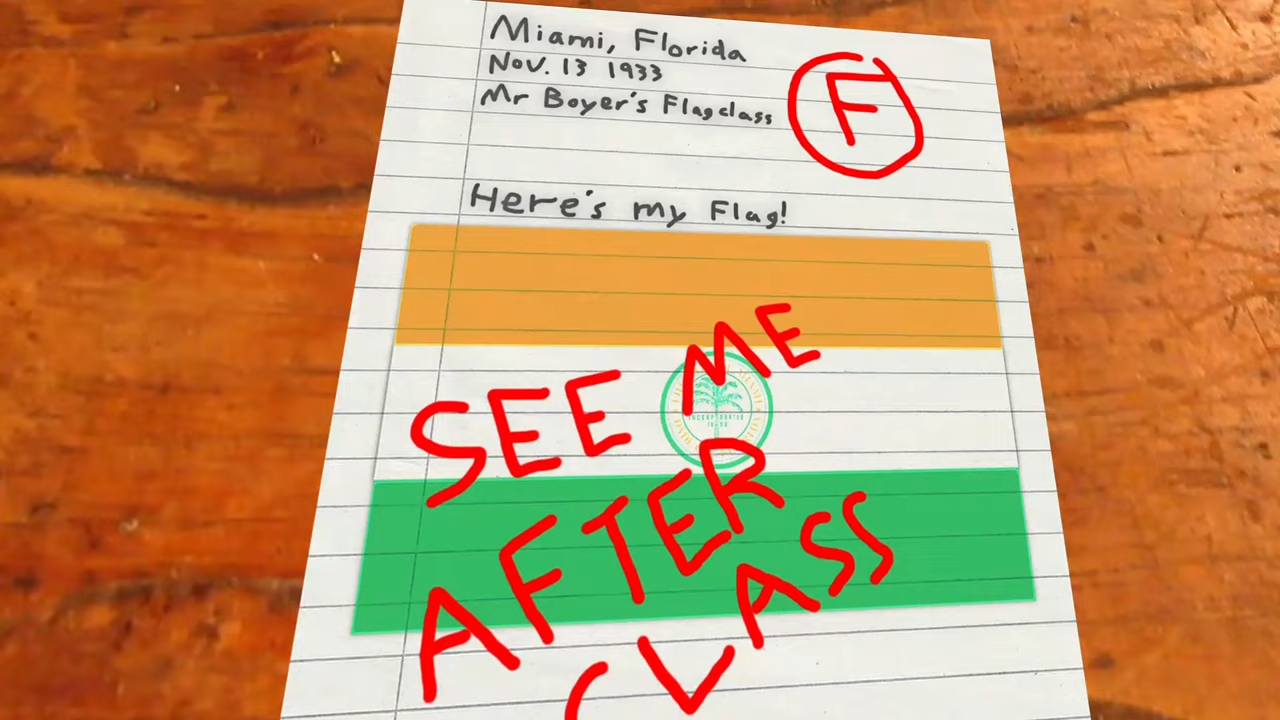 Miami, Florida
Nov. 13 1933
Mr Boyer's Flagclass
F
Here's my Flag!
SEE ME
AFTER
CLASS